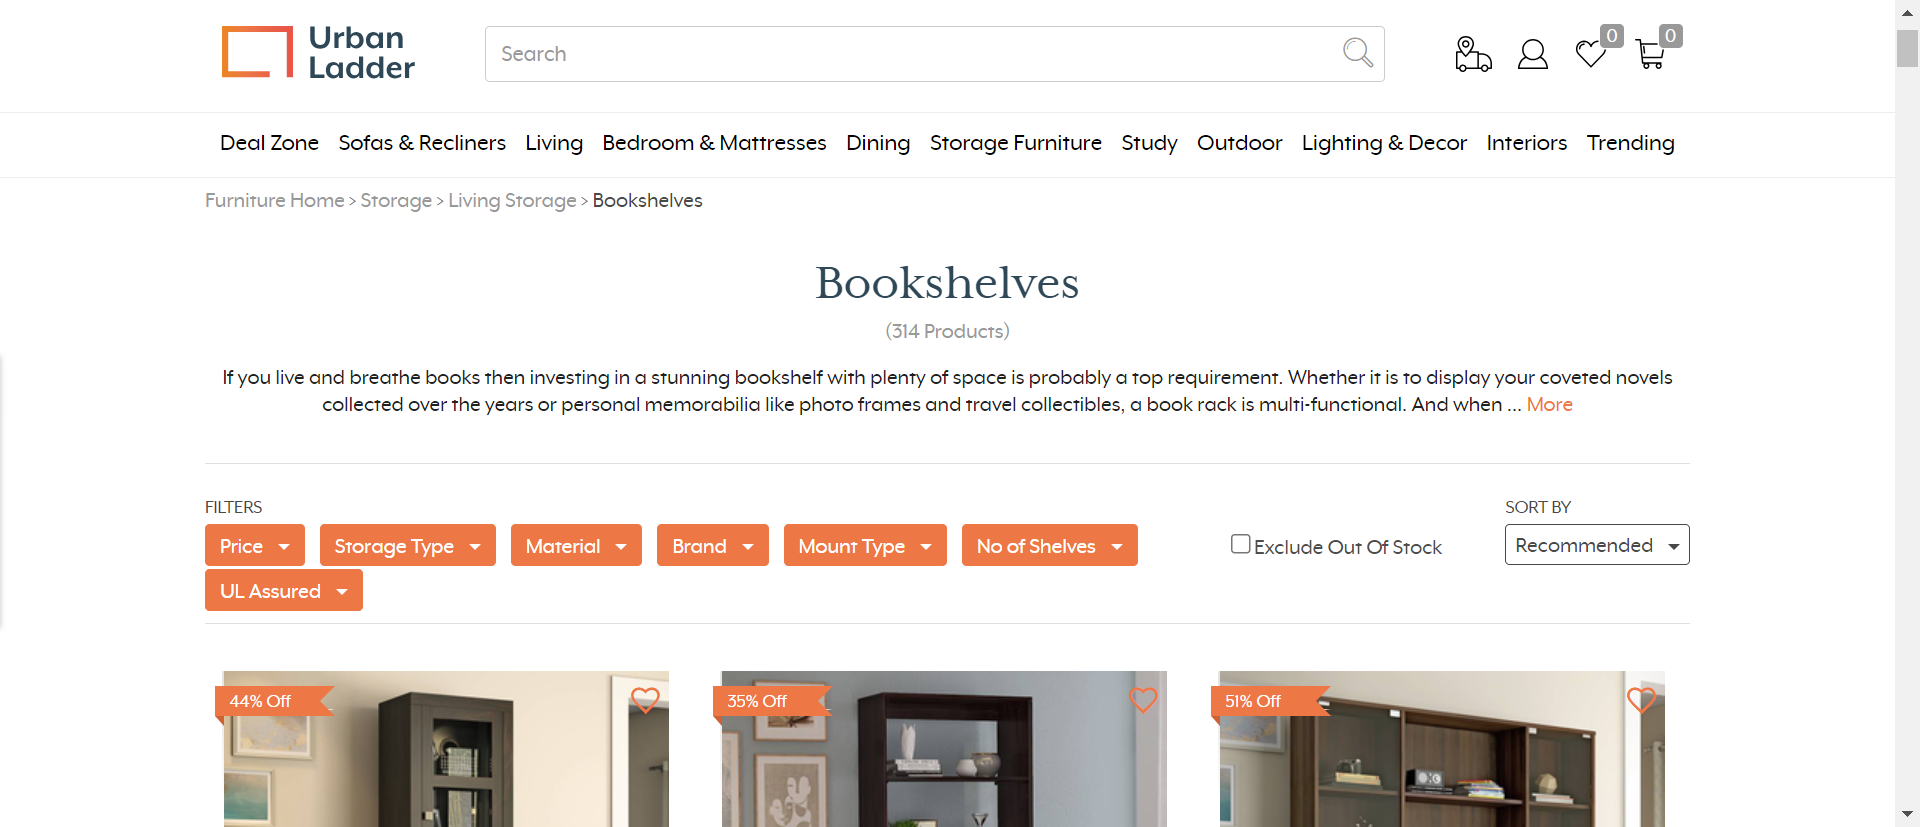 Urban
Ladder
Search
0
0
Deal Zone Sofas & Recliners Living Bedroom & Mattresses Dining Storage Furniture Study Outdoor Lighting & Decor Interiors Trending
Furniture Home > Storage > Living Storage > Bookshelves
Bookshelves
(314 Products)
If you live and breathe books then investing in a stunning bookshelf with plenty of space is probably a top requirement. Whether it is to display your coveted novels
collected over the years or personal memorabilia like photo frames and travel collectibles, a book rack is multi-functional. And when ... More
FILTERS
SORT BY
Price Storage Type Material Brand Mount Type No of Shelves Exclude Out Of Stock Recommended
UL Assured
44% Off
35% Off
51% Off